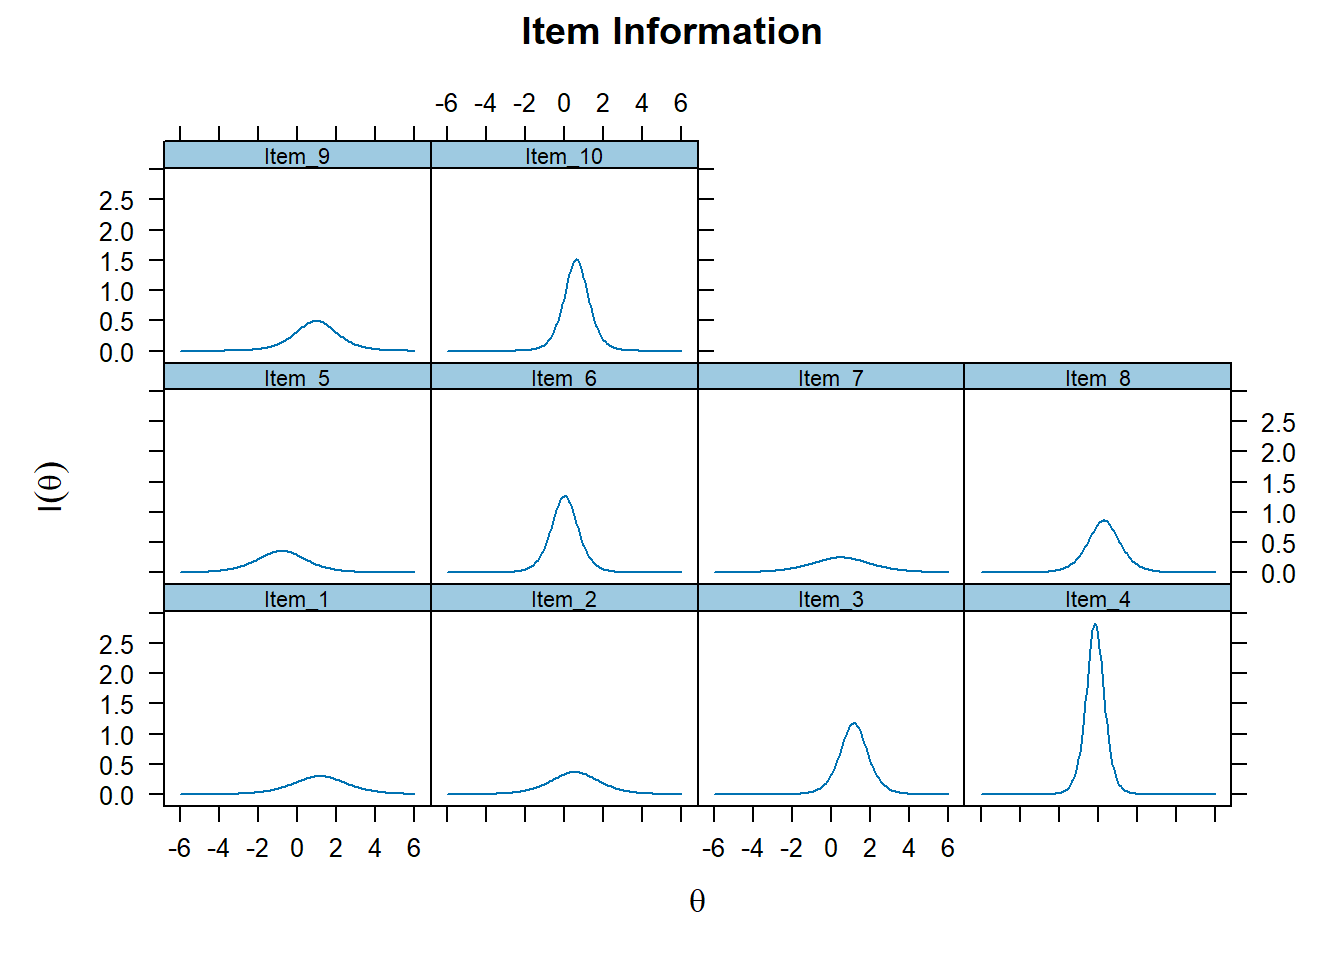 Item Information
-6 -4 -2 0 2 4 6
Item_9 Item_10
2.5
2.0
1.5
1.0
0.5
0.0
Item_5 Item_6 Item_7 Item_8
2.5
2.0
1.5
1.0
0.5
0.0
I(θ)
Item_1 Item_2 Item_3 Item_4
2.5
2.0
1.5
1.0
0.5
0.0
-6 -4 -2 0 2 4 6 -6 -4 -2 0 2 4 6
θ